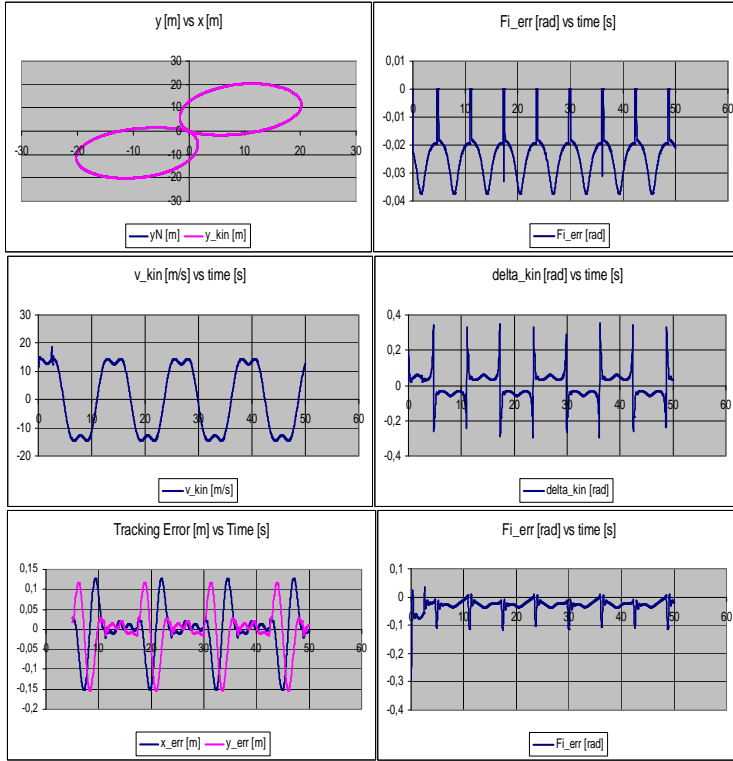 y [m] vs x [m]
30
20
10
0
-30 -20 -10 0 10 20 30
10
20
30
yN [m] y_kin [m]
Fi_err [rad] vs time [s]
0,01
0
0 10 20 30 40 50 60
-0,01
-0,02
-0,03
-0,04
Fi_err [rad]
v_kin [m/s] vs time [s]
30
20
10
0
0 10 20 30 40 50 60
-10
-20
v_kin [m/s]
delta_kin [rad] vs time [s]
0,4
0,2
0
0 10 20 30 40 50 60
-0,2
-0,4
delta_kin [rad]
Tracking Error [m] vs Time [s]
0,15
0,1
0,05
0
0 10 20 30 40 50 60
-0,05
-0,1
-0,15
-0,2
x_err [m] y_err [m]
Fi_err [rad] vs time [s]
0,1
0
0 10 20 30 40 50 60
-0,1
-0,2
-0,3
-0,4
Fi_err [rad]